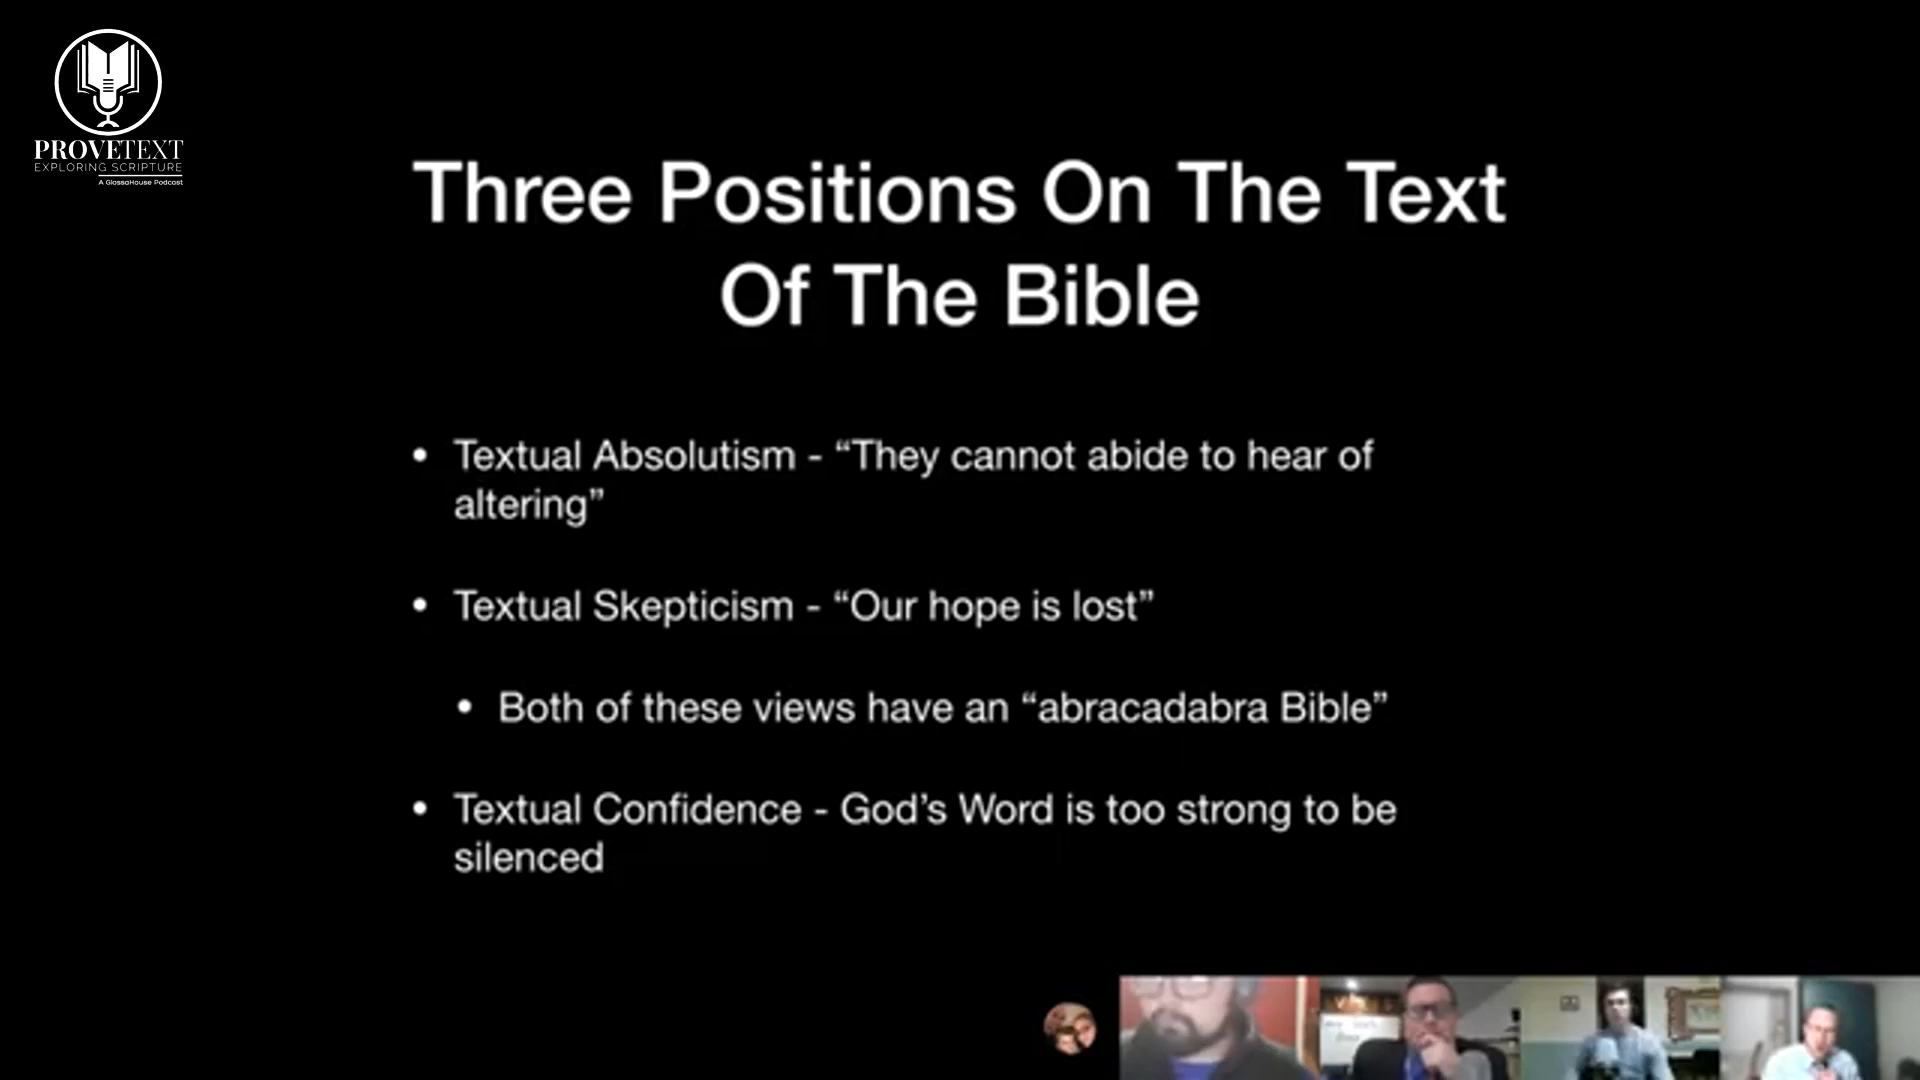 PROVETEXT
EXPLORING SCRIPTURE
A GlossaHouse Podcast
Three Positions On The Text
Of The Bible
• Textual Absolutism - “They cannot abide to hear of
altering”
• Textual Skepticism - “Our hope is lost”
• Both of these views have an “abracadabra Bible”
• Textual Confidence - God’s Word is too strong to be
silenced